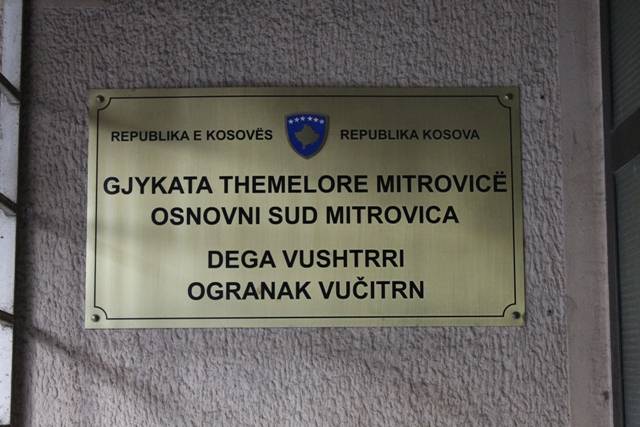 REPUBLIKA E KOSOVËS REPUBLIKA KOSOVA
GJYKATA THEMELORE MITROVICË
OSNOVNI SUD MITROVICA
DEGA VUSHTRRI
OGRANAK VUČITRN